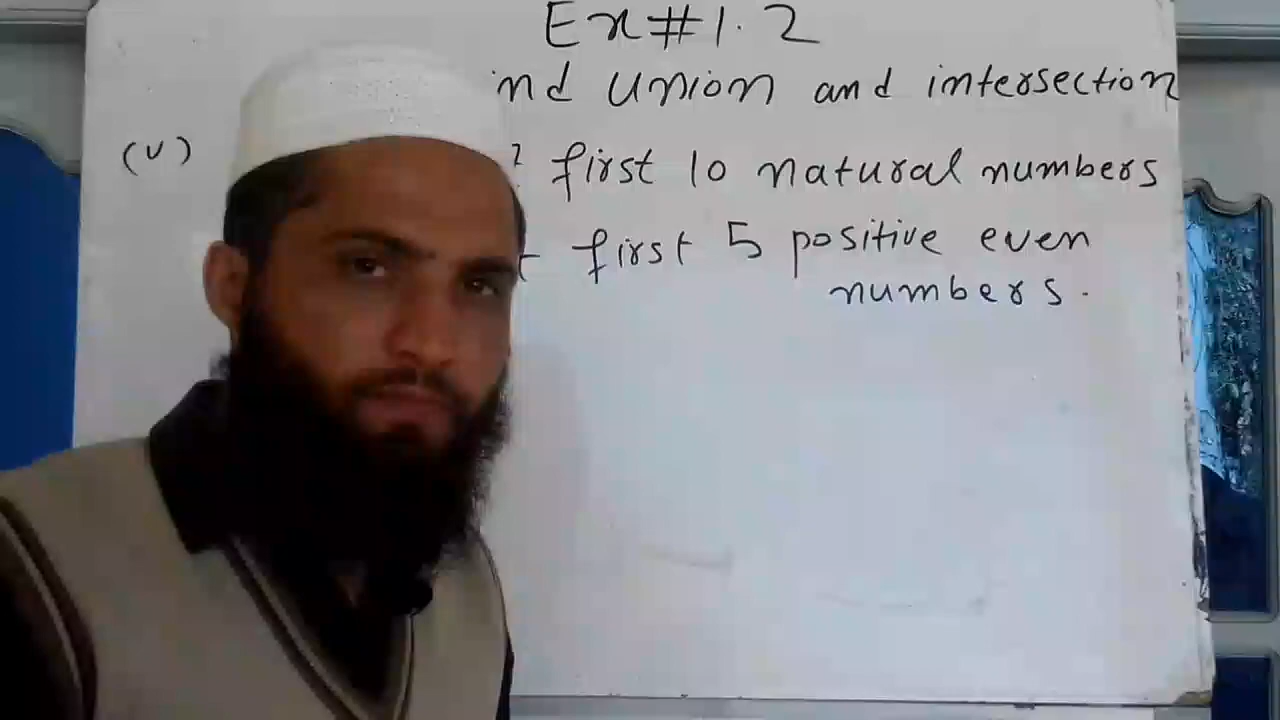 Ex#1.2
nd union and intersection
(v) first 10 natural numbers
first 5 positive even
numbers.